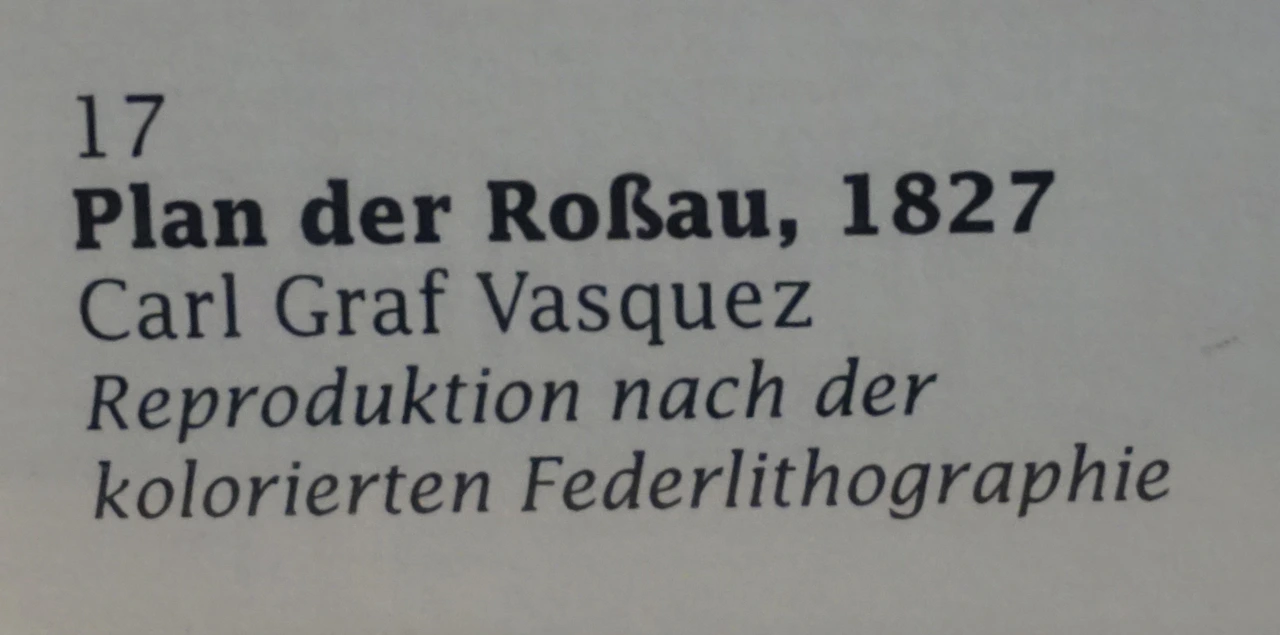 17
Plan der Roßau, 1827
Carl Graf Vasquez
Reproduktion nach der
kolorierten Federlithographie